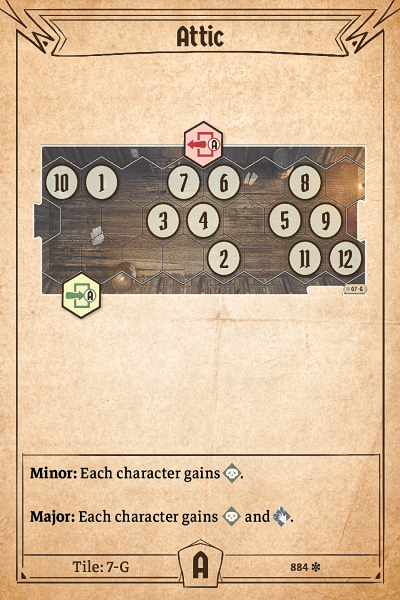 Attic
A
10 1 7 6 8
3 4 5 9
2 11 12
07-G
A
Minor: Each character gains .
Major: Each character gains and .
Tile: 7-G
A
884